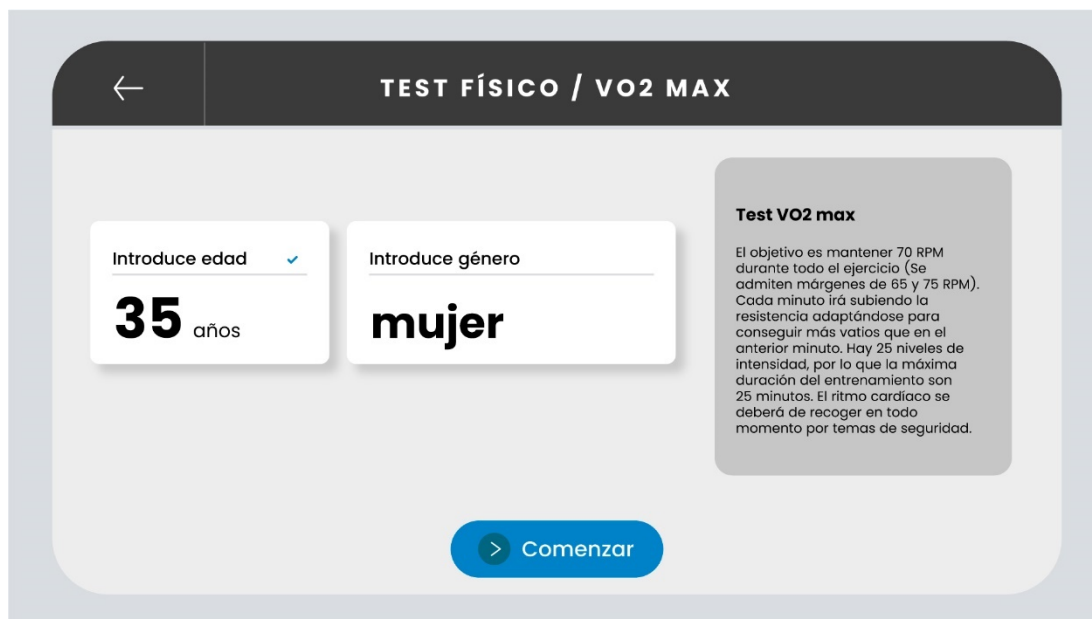 TEST FÍSICO / VO2 MAX
Introduce edad
35 años
Introduce género
mujer
Test VO2 max
El objetivo es mantener 70 RPM
durante todo el ejercicio (Se
admiten márgenes de 65 y 75 RPM).
Cada minuto irá subiendo la
resistencia adaptándose para
conseguir más vatios que en el
anterior minuto. Hay 25 niveles de
intensidad, por lo que la máxima
duración del entrenamiento son
25 minutos. El ritmo cardíaco se
deberá de recoger en todo
momento por temas de seguridad.
Comenzar